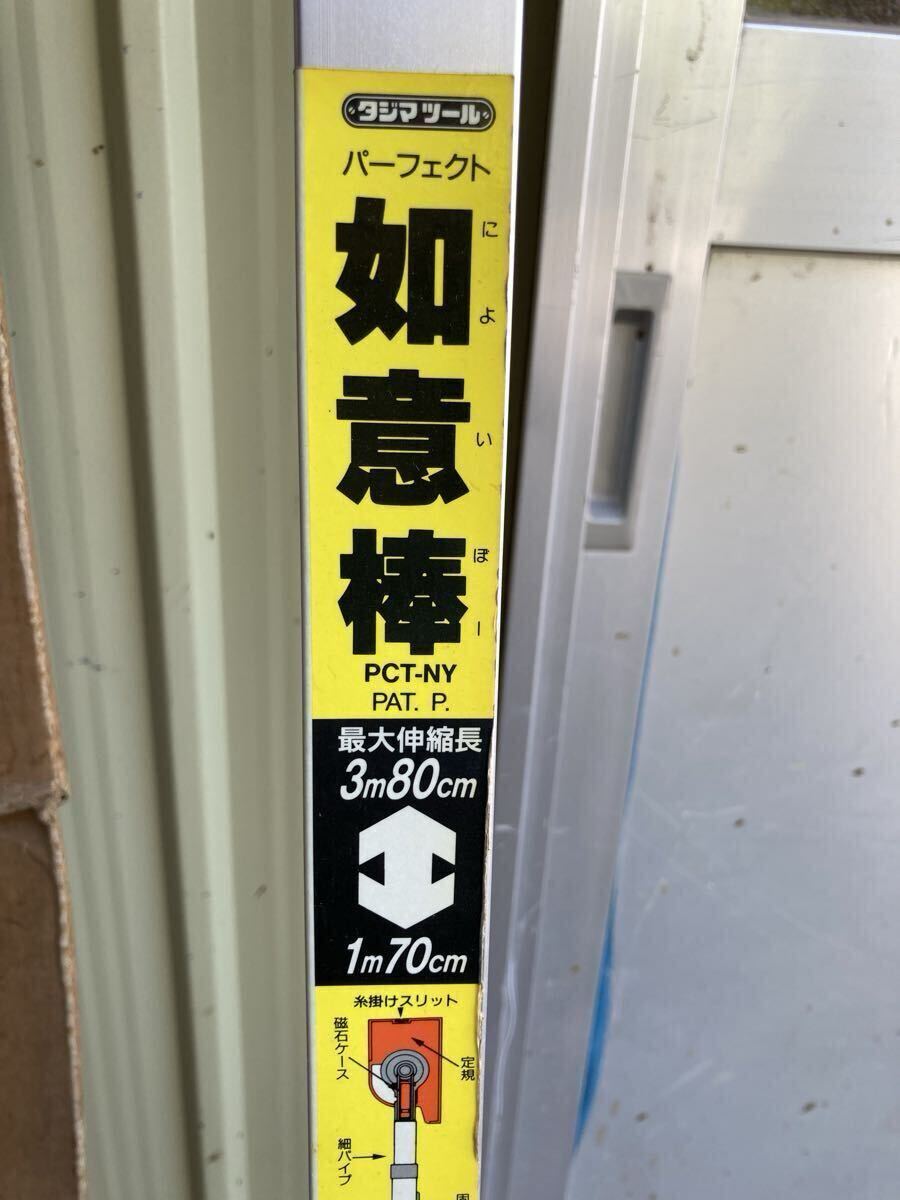 タジマツール
パーフェクト
如意棒
によいぼー
PCT-NY
PAT. P.
最大伸縮長
3m80cm
1m70cm
糸掛けスリット
磁石ケース
定規
細パイプ
固